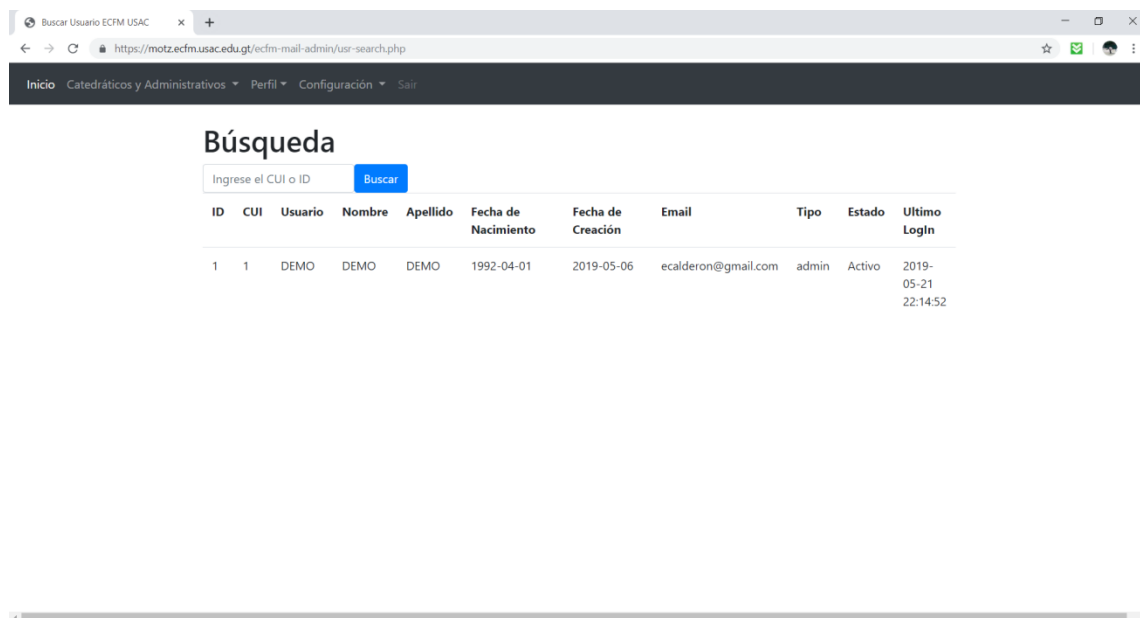 Buscar Usuario ECFM USAC
https://motz.ecfm.usac.edu.gt/ecfm-mail-admin/usr-search.php
Inicio Catedráticos y Administrativos Perfil Configuración Sair
Búsqueda
Ingrese el CUI o ID Buscar
ID CUI Usuario Nombre Apellido Fecha de Fecha de Email Tipo Estado Ultimo
Nacimiento Creación LogIn
1 1 DEMO DEMO DEMO 1992-04-01 2019-05-06 ecalderon@gmail.com admin Activo 2019-
05-21
22:14:52